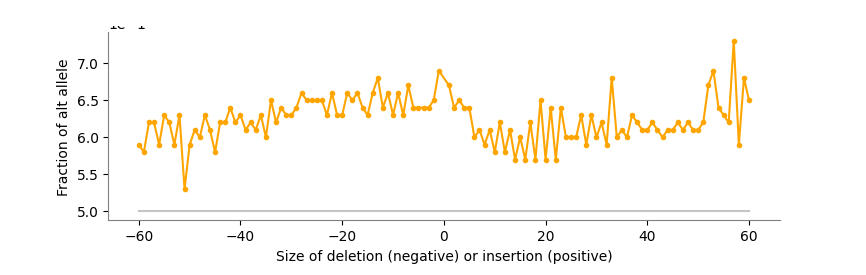 7.0
6.5
6.0
5.5
5.0
Fraction of alt allele
−60 −40 −20 0 20 40 60
Size of deletion (negative) or insertion (positive)